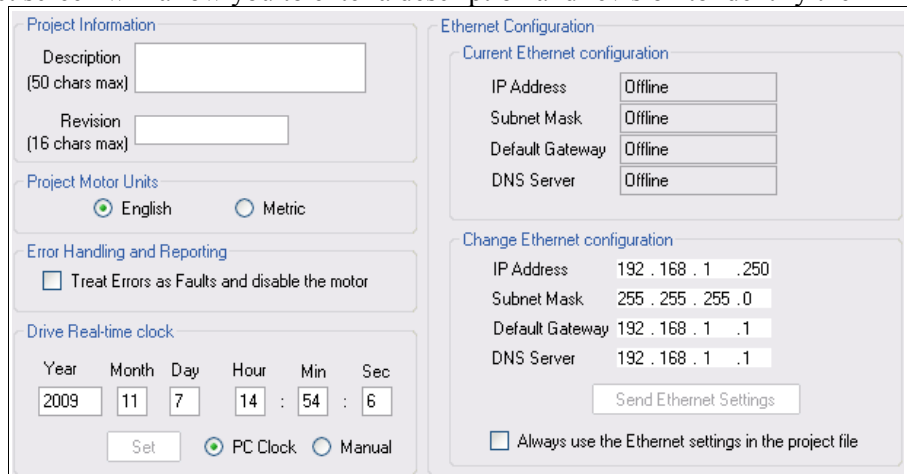 Project Information
Description
(50 chars max)
Revision
(16 chars max)
Project Motor Units
English Metric
Error Handling and Reporting
Treat Errors as Faults and disable the motor
Drive Real-time clock
Year Month Day Hour Min Sec
2009 11 7 14 : 54 : 6
Set PC Clock Manual
Ethernet Configuration
Current Ethernet configuration
IP Address Offline
Subnet Mask Offline
Default Gateway Offline
DNS Server Offline
Change Ethernet configuration
IP Address 192 . 168 . 1 .250
Subnet Mask 255 . 255 . 255 .0
Default Gateway 192 . 168 . 1 .1
DNS Server 192 . 168 . 1 .1
Send Ethernet Settings
Always use the Ethernet settings in the project file